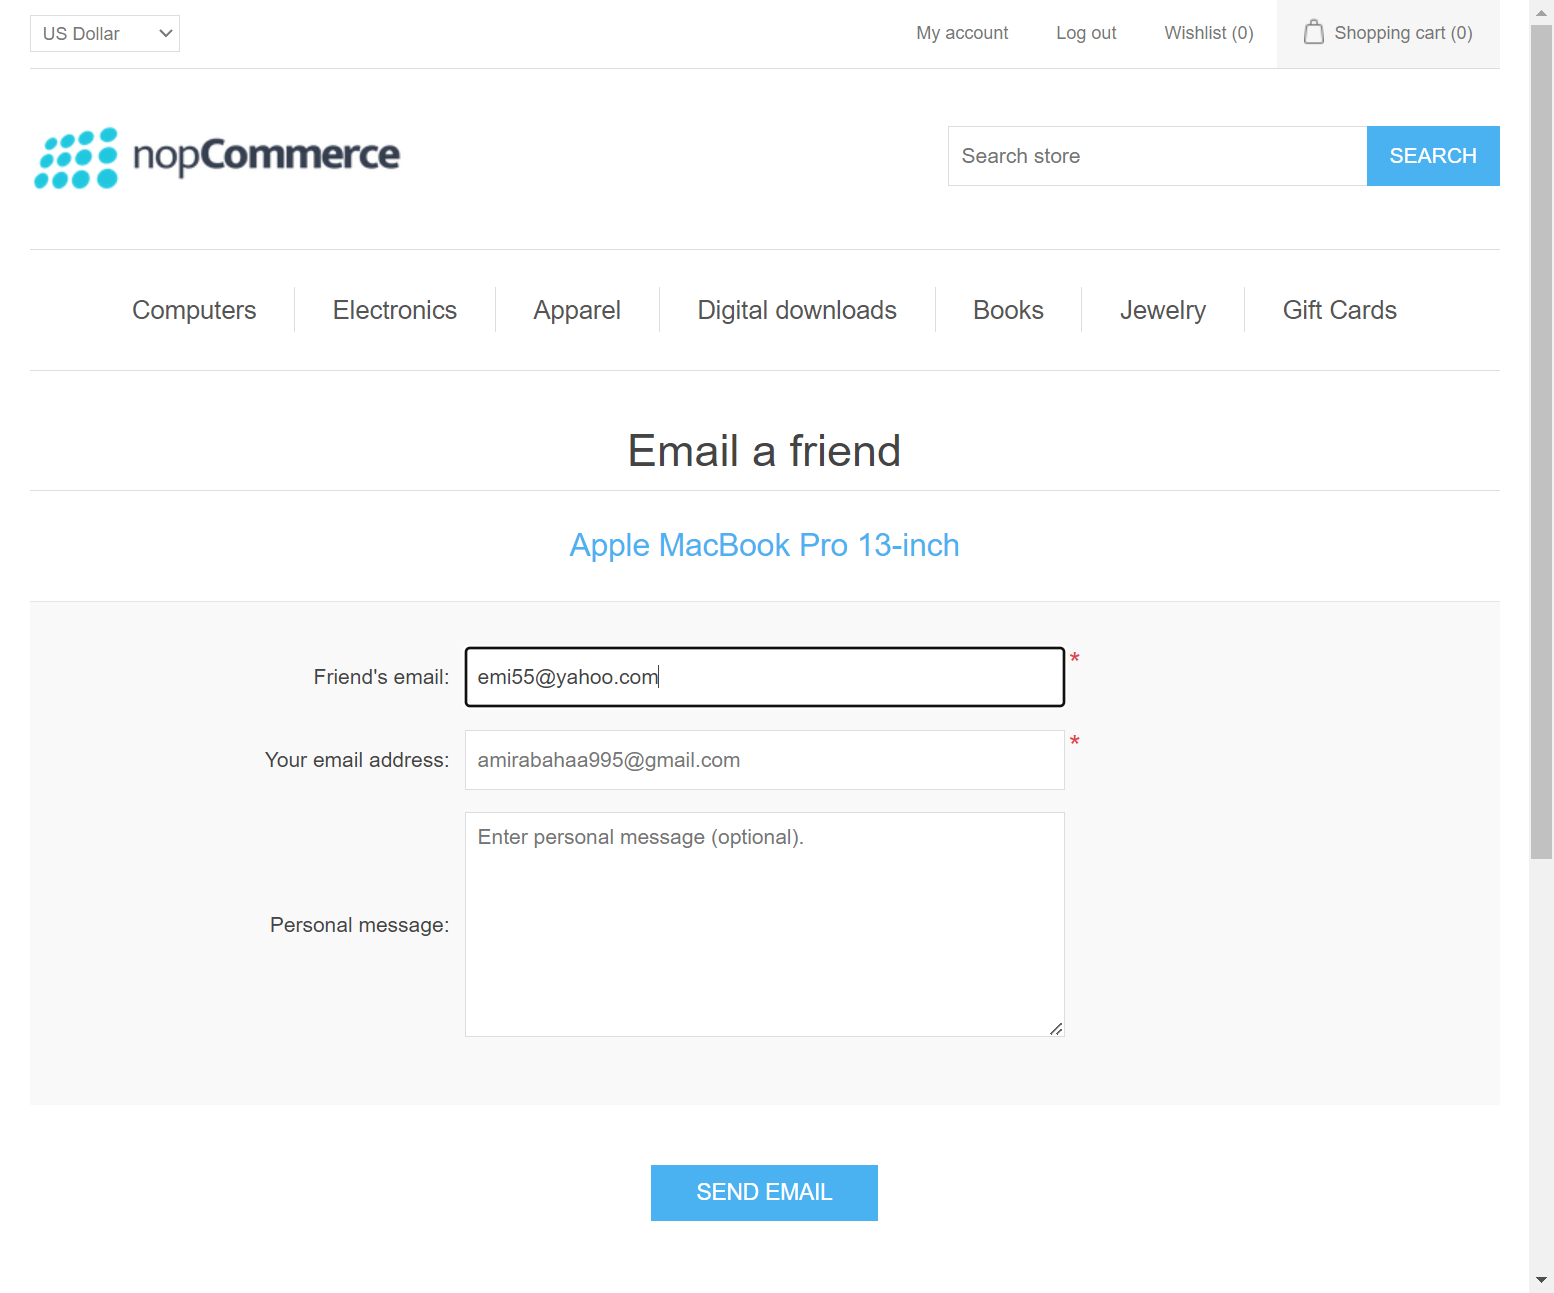 US Dollar
My account
Log out
Wishlist (0)
Shopping cart (0)
nopCommerce
Search store
SEARCH
Computers
Electronics
Apparel
Digital downloads
Books
Jewelry
Gift Cards
Email a friend
Apple MacBook Pro 13-inch
Friend's email:
emi55@yahoo.com
*
Your email address:
amirabahaa995@gmail.com
*
Personal message:
Enter personal message (optional).
SEND EMAIL